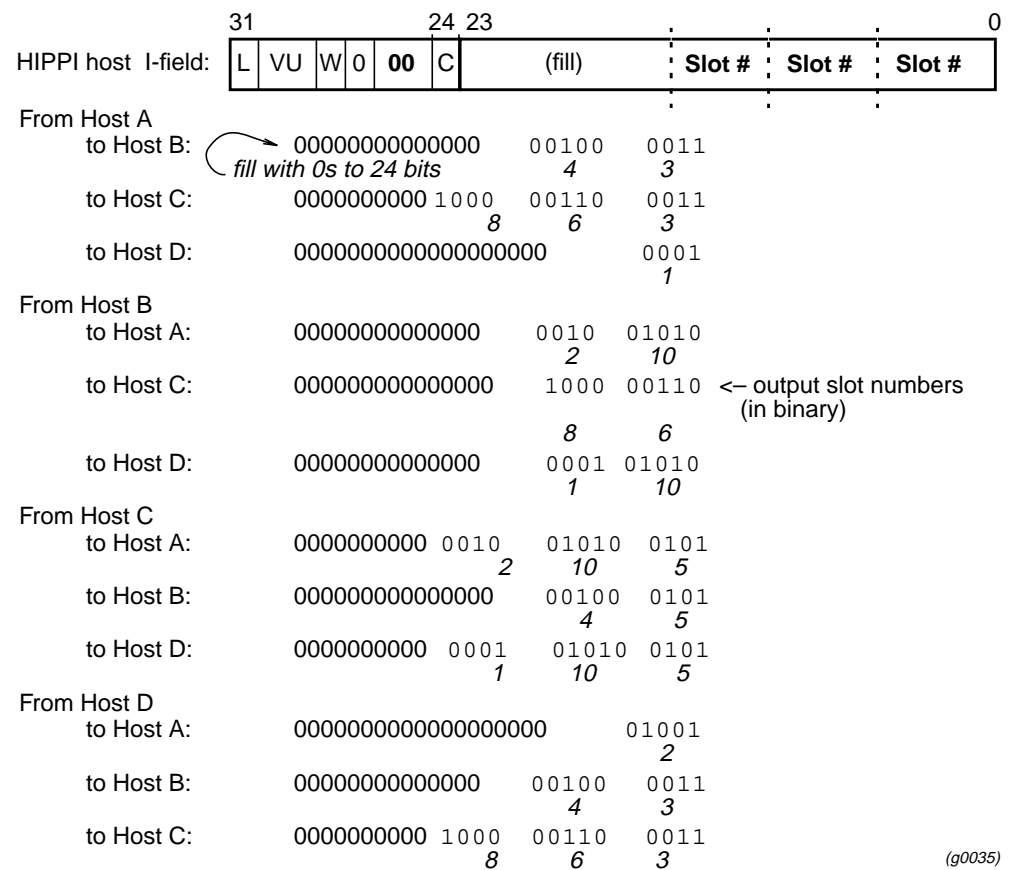 31 24 23 0
HIPPI host I-field: L VU W 0 00 C (fill) Slot # Slot # Slot #
From Host A
to Host B: 00000000000000 00100 0011
fill with 0s to 24 bits 4 3
to Host C: 0000000000 1000 00110 0011
8 6 3
to Host D: 0000000000000000000 0001
1
From Host B
to Host A: 00000000000000 0010 01010
2 10
to Host C: 000000000000000 1000 00110 <– output slot numbers
(in binary)
8 6
to Host D: 00000000000000 0001 01010
1 10
From Host C
to Host A: 0000000000 0010 01010 0101
2 10 5
to Host B: 000000000000000 00100 0101
4 5
to Host D: 0000000000 0001 01010 0101
1 10 5
From Host D
to Host A: 0000000000000000000 01001
2
to Host B: 00000000000000 00100 0011
4 3
to Host C: 0000000000 1000 00110 0011
8 6 3
(g0035)